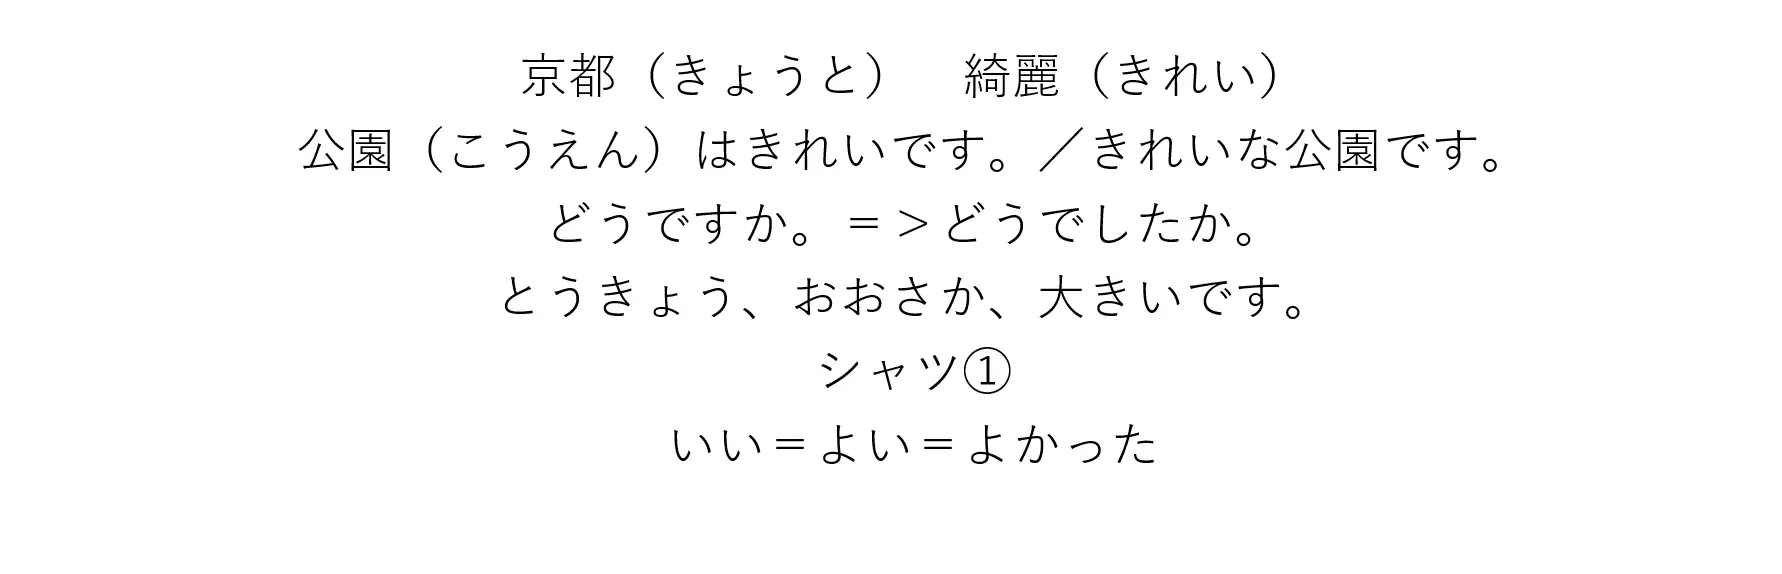 京都（きょうと）　綺麗（きれい）
公園（こうえん）はきれいです。／きれいな公園です。
どうですか。＝＞どうでしたか。
とうきょう、おおさか、大きいです。
シャツ①
いい＝よい＝よかった